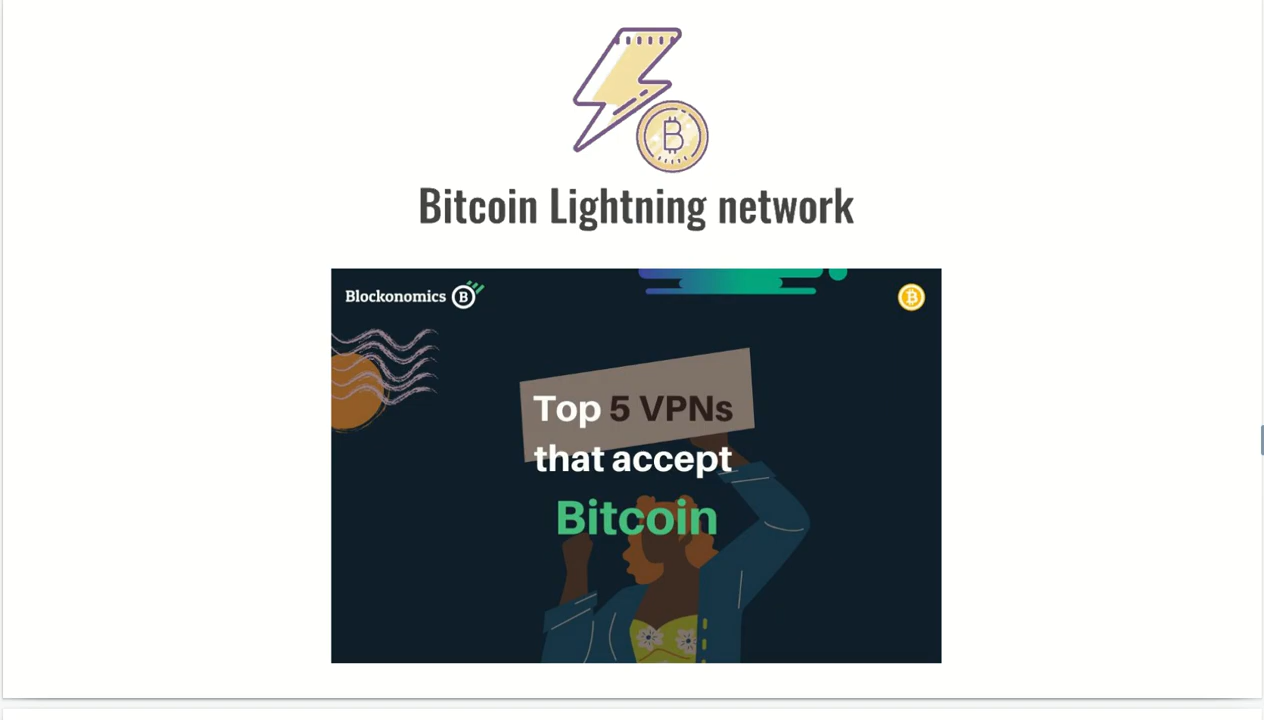 Bitcoin Lightning network
Blockonomics
Top 5 VPNs
that accept
Bitcoin